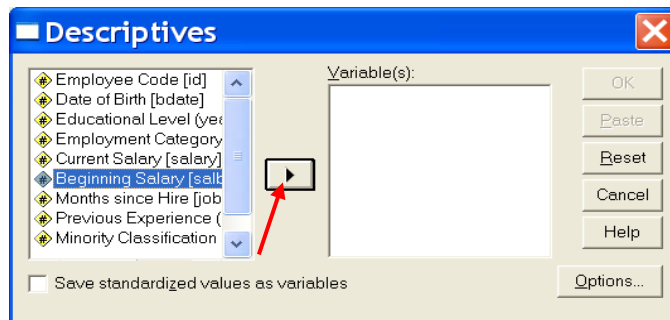 Descriptives
Employee Code [id]
Date of Birth [bdate]
Educational Level (yea
Employment Category
Current Salary [salary]
Beginning Salary [salb
Months since Hire [job
Previous Experience (
Minority Classification
Variable(s):
OK
Paste
Reset
Cancel
Help
Save standardized values as variables
Options...